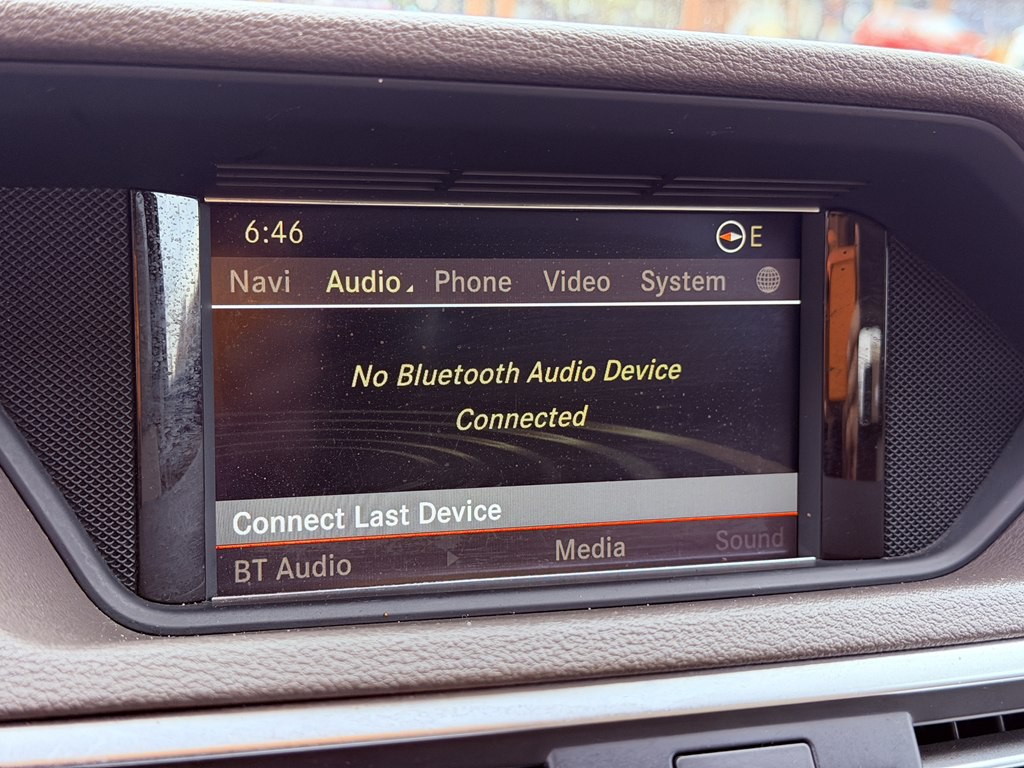 6:46 E
Navi Audio Phone Video System
No Bluetooth Audio Device
Connected
Connect Last Device
BT Audio Media Sound